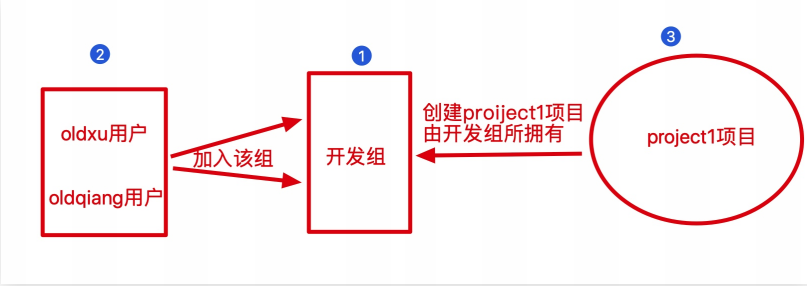 2
oldxu用户
oldqiang用户
加入该组
1
开发组
创建proiject1项目
由开发组所拥有
3
project1项目